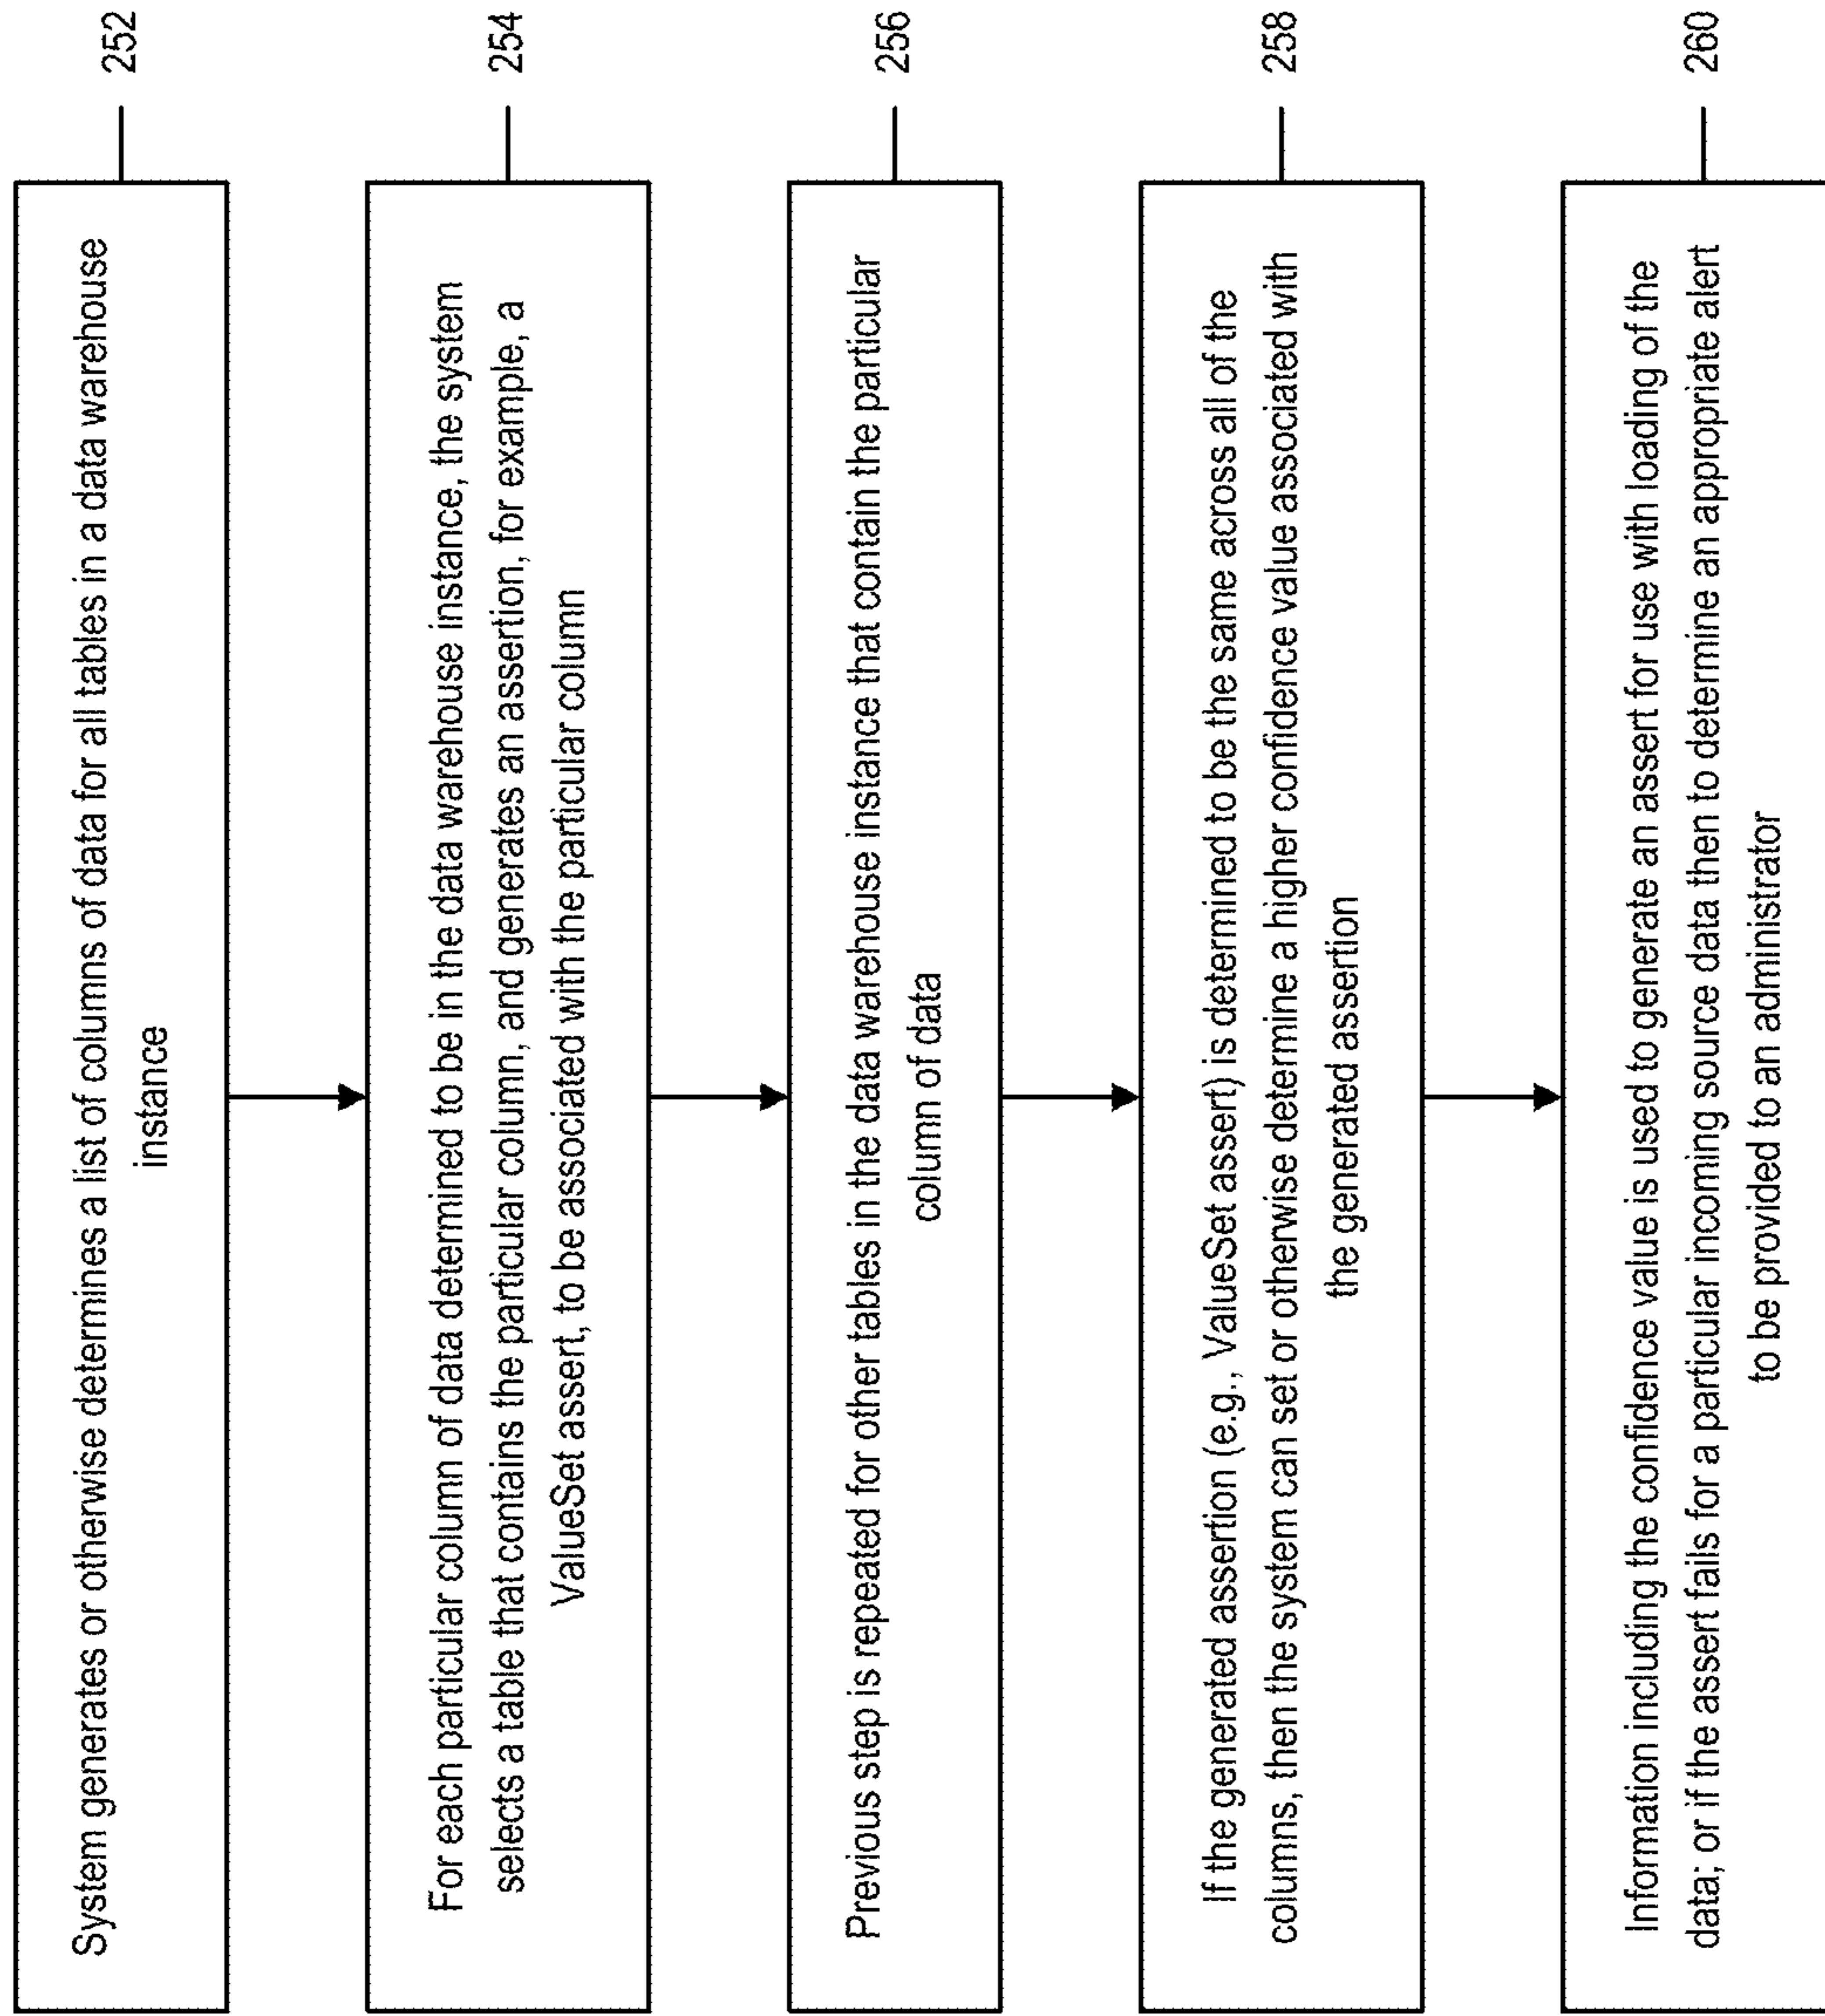 System generates or otherwise determines a list of columns of data for all tables in a data warehouse
instance
252
For each particular column of data determined to be in the data warehouse instance, the system
selects a table that contains the particular column, and generates an assertion, for example, a
ValueSet assert, to be associated with the particular column
254
Previous step is repeated for other tables in the data warehouse instance that contain the particular
column of data
256
If the generated assertion (e.g., ValueSet assert) is determined to be the same across all of the
columns, then the system can set or otherwise determine a higher confidence value associated with
the generated assertion
258
Information including the confidence value is used to generate an assert for use with loading of the
data; or if the assert fails for a particular incoming source data then to determine an appropriate alert
to be provided to an administrator
260